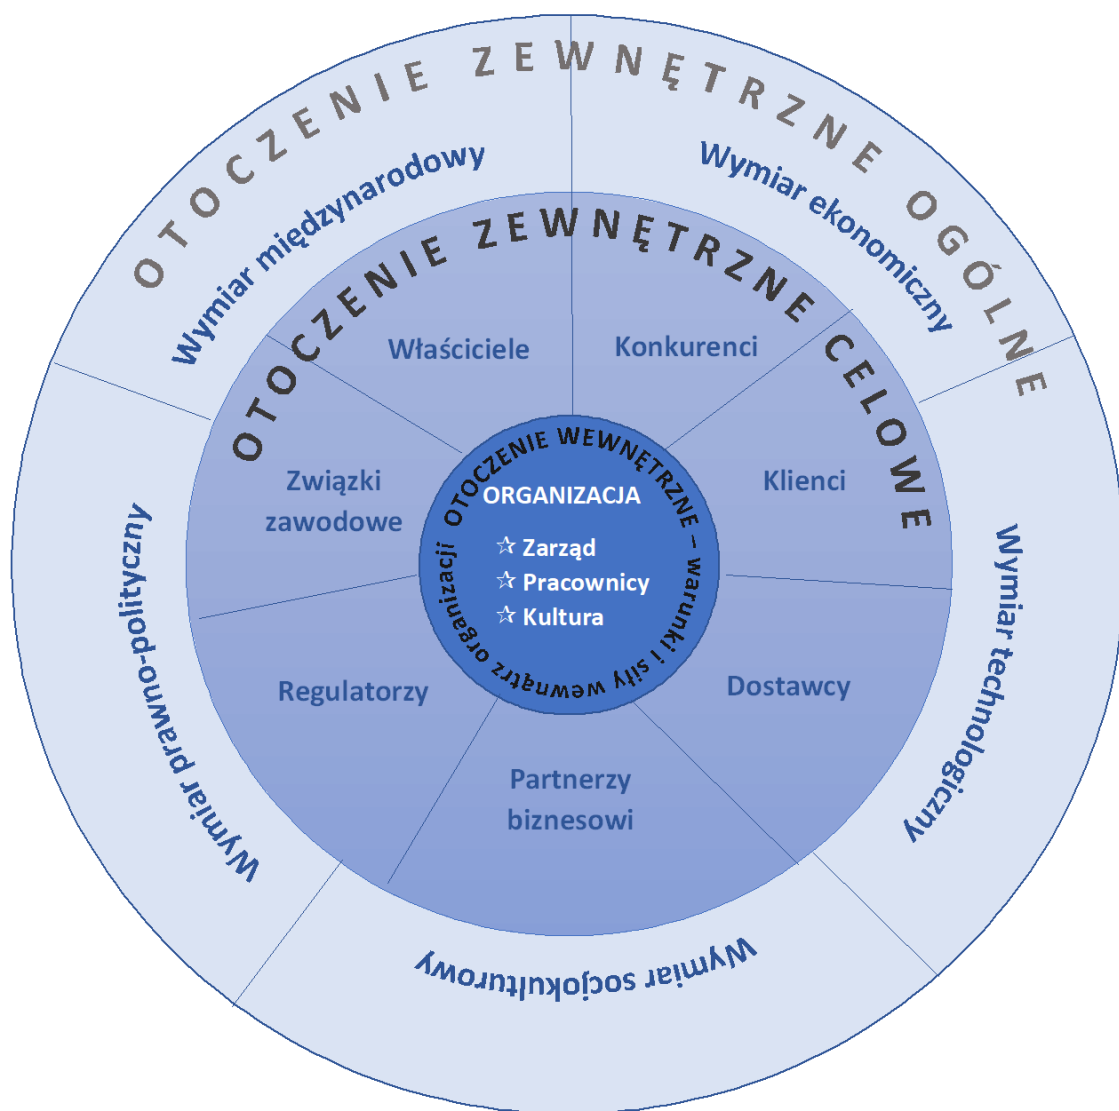 OTOCZENIE ZEWNĘTRZNE OGÓLNE
Wymiar międzynarodowy
Wymiar ekonomiczny
Wymiar technologiczny
Wymiar socjokulturowy
Wymiar prawno-polityczny
OTOCZENIE ZEWNĘTRZNE CELOWE
Właściciele
Konkurenci
Klienci
Dostawcy
Partnerzy
biznesowi
Regulatorzy
Związki
zawodowe
OTOCZENIE WEWNĘTRZNE – warunki i siły wewnątrz organizacji
ORGANIZACJA
☆ Zarząd
☆ Pracownicy
☆ Kultura